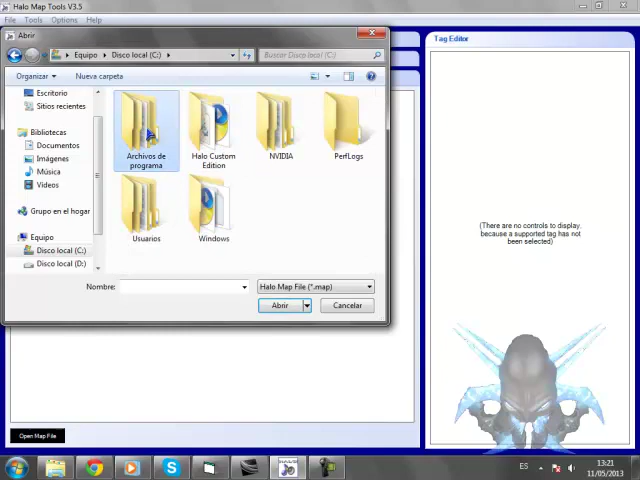 Halo Map Tools V3.5
File Tools Options Help
Abrir
Equipo Disco local (C:)
Buscar Disco local (C:)
Organizar Nueva carpeta
Escritorio
Sitios recientes
Bibliotecas
Documentos
Imágenes
Música
Vídeos
Grupo en el hogar
Equipo
Disco local (C:)
Disco local (D:)
Archivos de
programa
Halo Custom
Edition
NVIDIA
PerfLogs
Usuarios
Windows
Nombre:
Halo Map File (*.map)
Abrir
Cancelar
Tag Editor
(There are no controls to display,
because a supported tag has not
been selected)
Open Map File
ES
13:21
11/05/2013